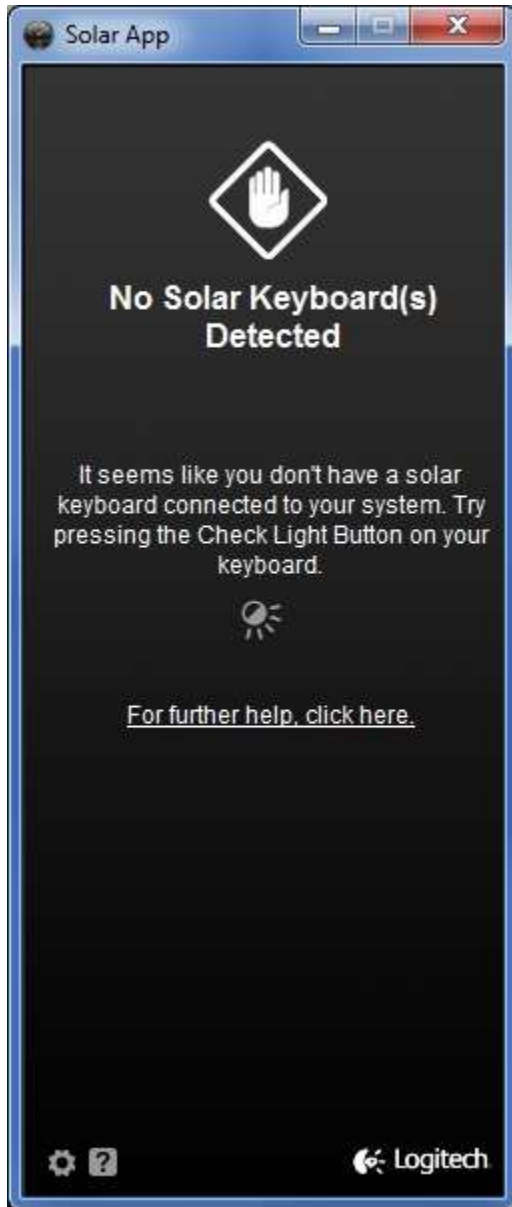 Solar App
No Solar Keyboard(s)
Detected
It seems like you don't have a solar
keyboard connected to your system. Try
pressing the Check Light Button on your
keyboard.
For further help, click here.
?
Logitech